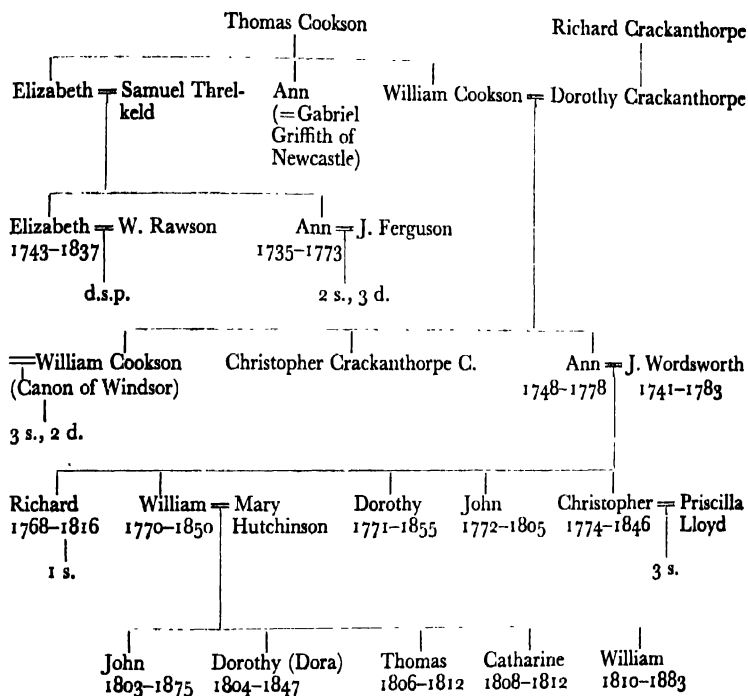 Thomas Cookson
Richard Crackanthorpe
Elizabeth = Samuel Threl-
keld
Ann
(=Gabriel
Griffith of
Newcastle)
William Cookson = Dorothy Crackanthorpe
Elizabeth = W. Rawson
1743–1837
Ann = J. Ferguson
1735–1773
d.s.p.
2 s., 3 d.
=William Cookson
(Canon of Windsor)
Christopher Crackanthorpe C.
Ann = J. Wordsworth
1748–1778 1741–1783
3 s., 2 d.
Richard
1768–1816
William = Mary
1770–1850 Hutchinson
Dorothy
1771–1855
John
1772–1805
Christopher = Priscilla
1774–1846 Lloyd
1 s.
3 s.
John
1803–1875
Dorothy (Dora)
1804–1847
Thomas
1806–1812
Catharine
1808–1812
William
1810–1883